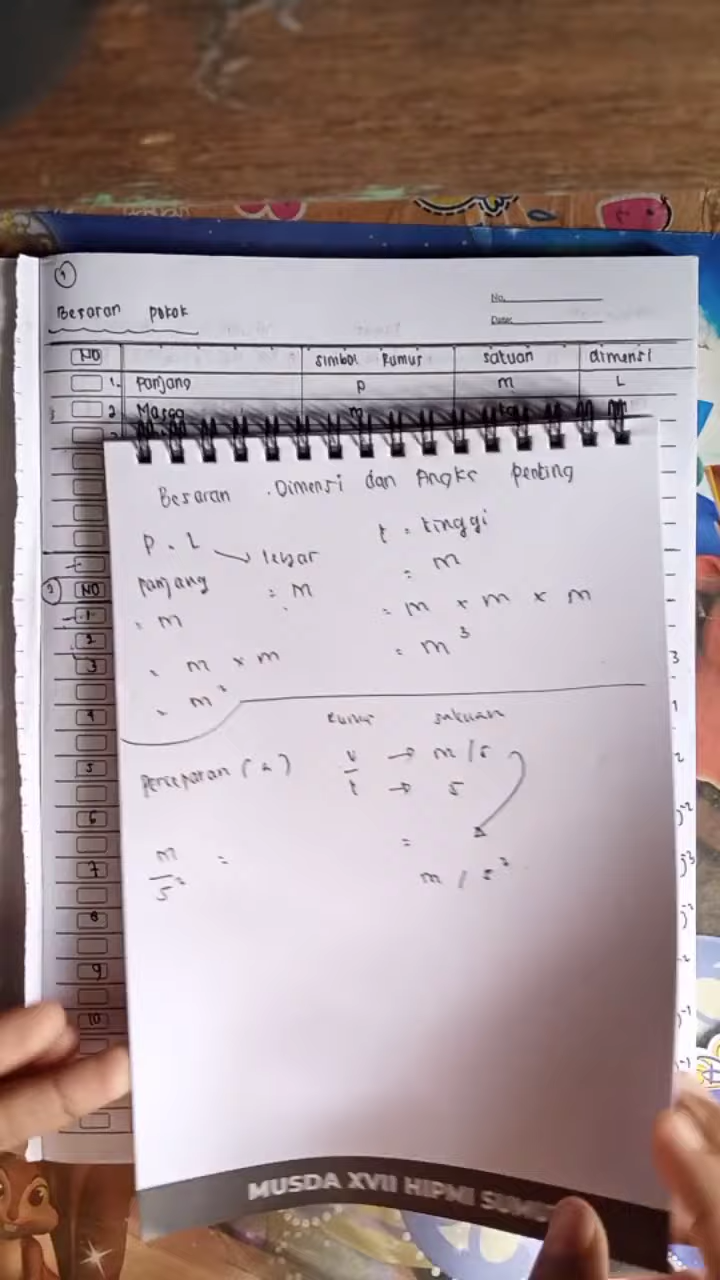 1
Besaran Pokok
No.
Date:
NO simbol Rumus satuan dimensi
1. Panjang P m L
2 Massa m
Besaran . Dimensi dan Angka Penting
P . L → lebar
t = tinggi
Panjang = m
= m
= m
= m × m × m
= m × m
= m³
= m²
Rumus satuan
Percepatan (a) v/t → m/s
→ s
=
m/s² = m/s²
NO
1
2
3
4
5
6
7
8
9
10
MUSDA XVII HIPMI